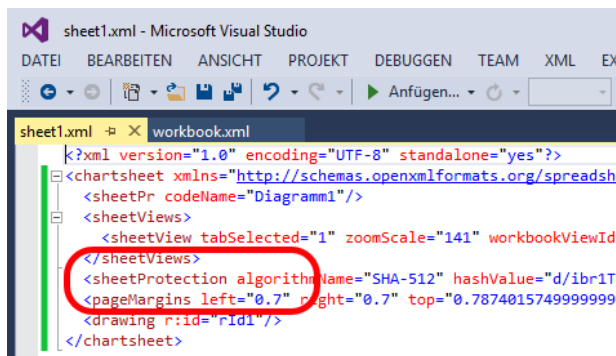 sheet1.xml - Microsoft Visual Studio
DATEI BEARBEITEN ANSICHT PROJEKT DEBUGGEN TEAM XML EX
Anfügen...
sheet1.xml workbook.xml
<?xml version="1.0" encoding="UTF-8" standalone="yes"?>
<chartsheet xmlns="http://schemas.openxmlformats.org/spreadsh
<sheetPr codeName="Diagramm1"/>
<sheetViews>
<sheetView tabSelected="1" zoomScale="141" workbookViewId
</sheetViews>
<sheetProtection algorithmName="SHA-512" hashValue="d/ibr1T
<pageMargins left="0.7" right="0.7" top="0.7874015749999999
<drawing r:id="rId1"/>
</chartsheet>